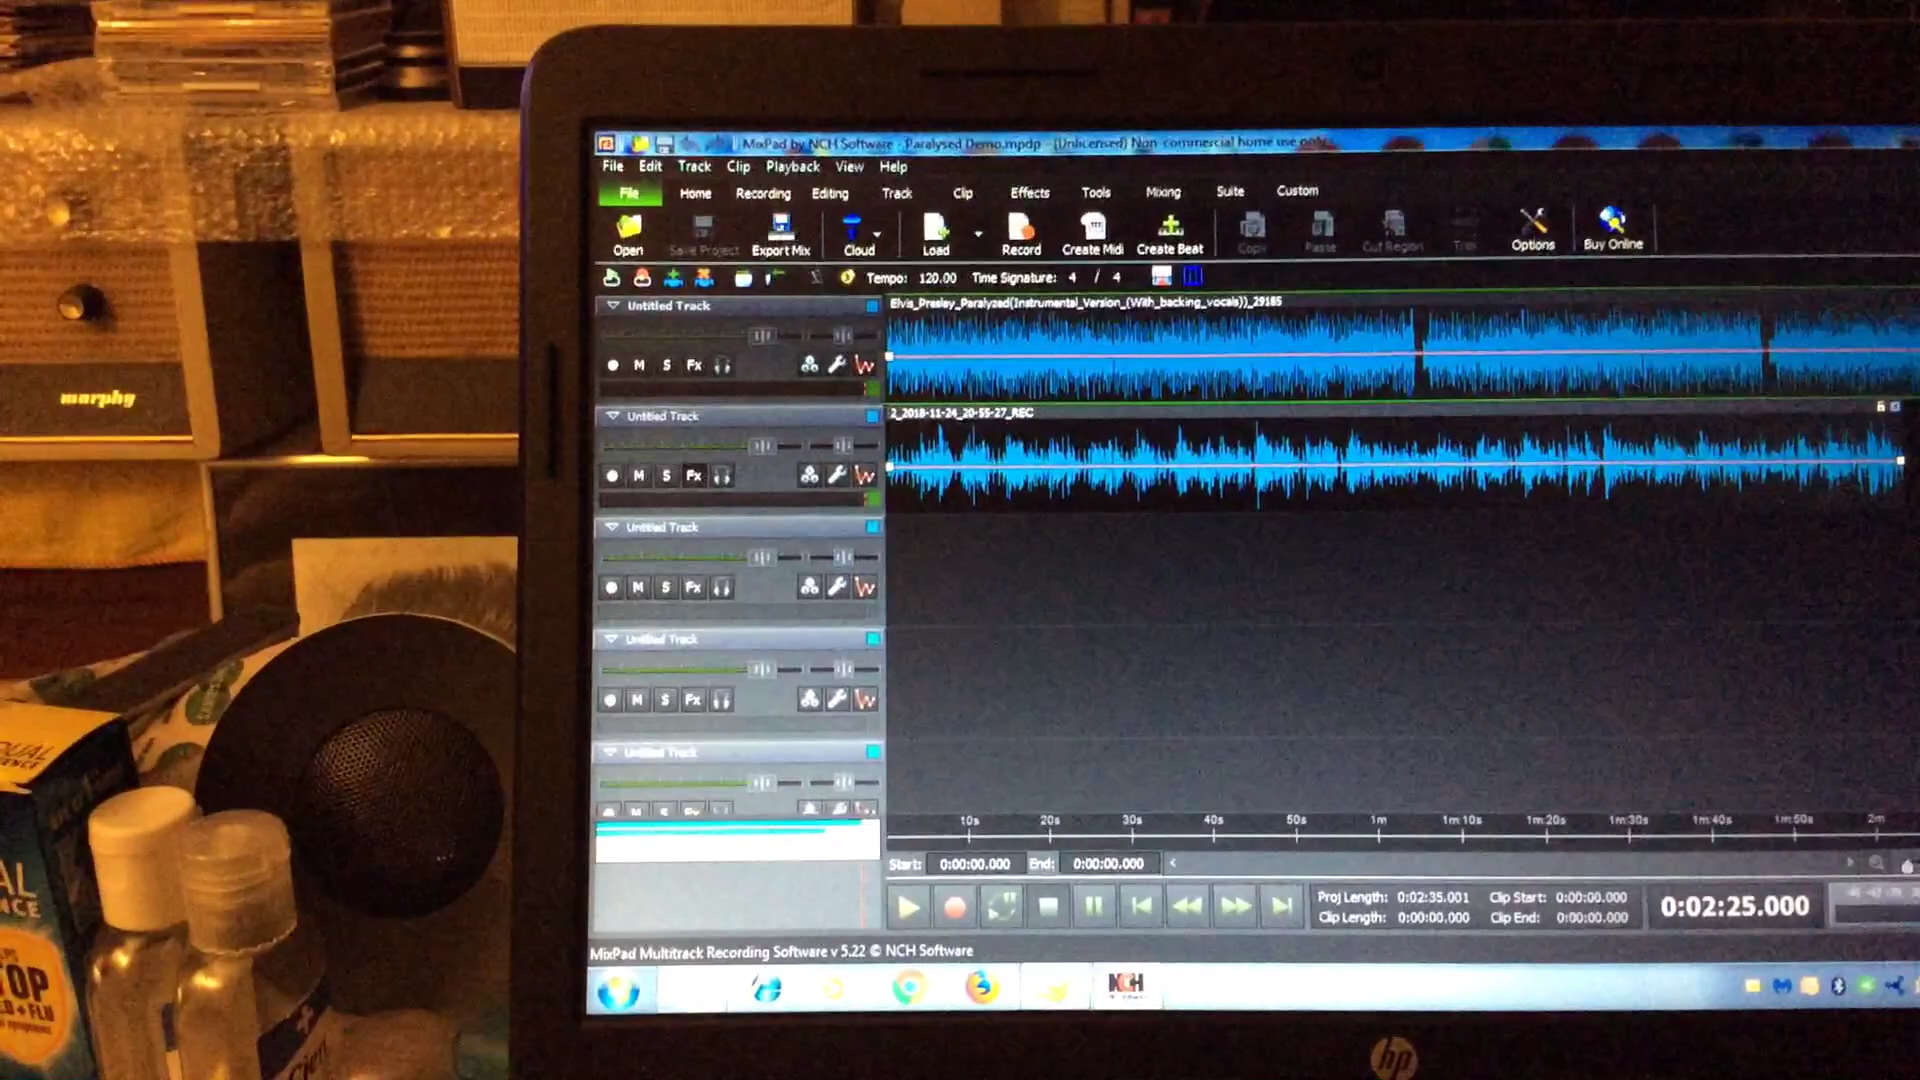 MixPad by NCH Software - Paralysed Demo.mpdp - (Unlicensed) Non-commercial home use only
File Edit Track Clip Playback View Help
File Home Recording Editing Track Clip Effects Tools Mixing Suite Custom
Open Save Project Export Mix Cloud Load Record Create Midi Create Beat Copy Paste Cut Region Options Buy Online
Tempo: 120.00 Time Signature: 4 / 4
Untitled Track
Elvis_Presley_Paralyzed(Instrumental_Version_(With_backing_vocals))_29185
M S Fx
murphy
Untitled Track
2_2018-11-24_20-55-27_REC
M S Fx
Untitled Track
M S Fx
Untitled Track
M S Fx
Untitled Track
M S Fx
10s 20s 30s 40s 50s 1m 1m:10s 1m:20s 1m:30s 1m:40s 1m:50s 2m
Start: 0:00:00.000 End: 0:00:00.000
Proj Length: 0:02:35.001 Clip Start: 0:00:00.000
Clip Length: 0:00:00.000 Clip End: 0:00:00.000
0:02:25.000
MixPad Multitrack Recording Software v 5.22 © NCH Software
NCH
hp
DUAL
AL
TOP
+ FLU